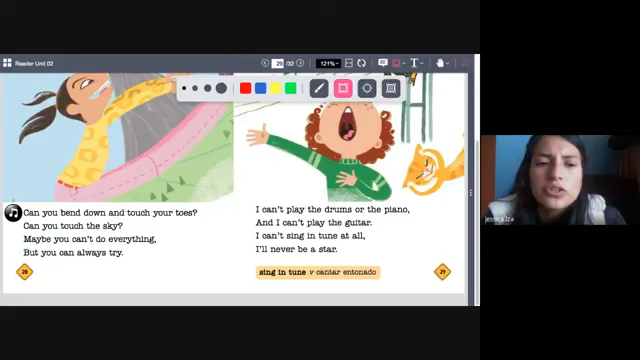 Reader Unit 02
29 /32
121%
T
Can you bend down and touch your toes?
Can you touch the sky?
Maybe you can't do everything,
But you can always try.
28
I can't play the drums or the piano,
And I can't play the guitar.
I can't sing in tune at all,
I'll never be a star.
sing in tune v cantar entonado
29
Jessica Iza